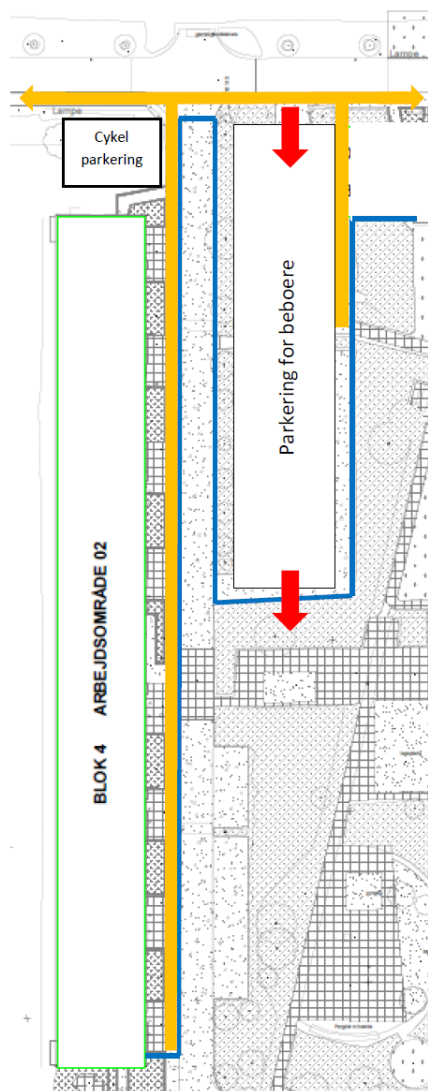 Lampe
Lampe
Cykel
parkering
Parkering for beboere
BLOK 4 ARBEJDSOMRÅDE 02